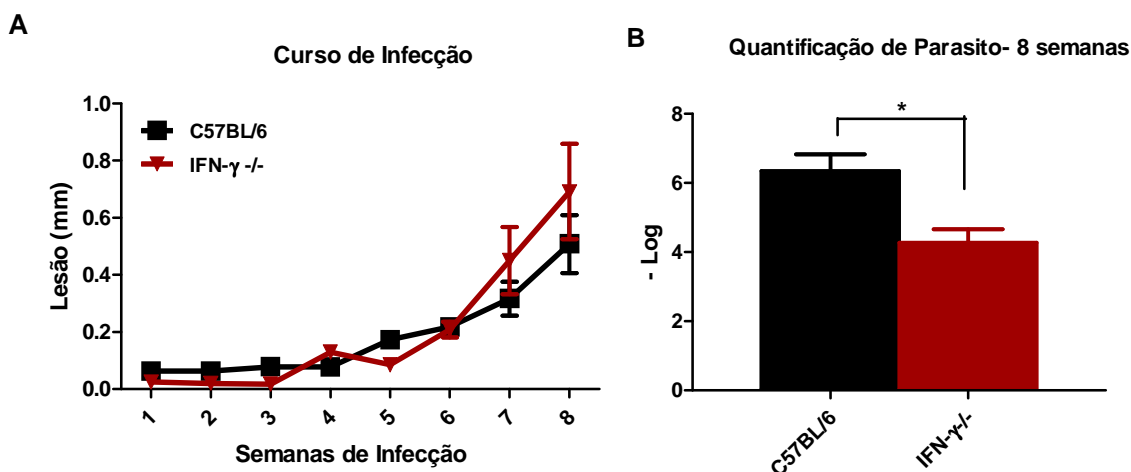 A
Curso de Infecção
C57BL/6
IFN-γ -/-
1.0
0.8
0.6
0.4
0.2
0.0
Lesão (mm)
1 2 3 4 5 6 7 8
Semanas de Infecção
B
Quantificação de Parasito- 8 semanas
*
8
6
4
2
0
- Log
C57BL/6
IFN-γ-/-